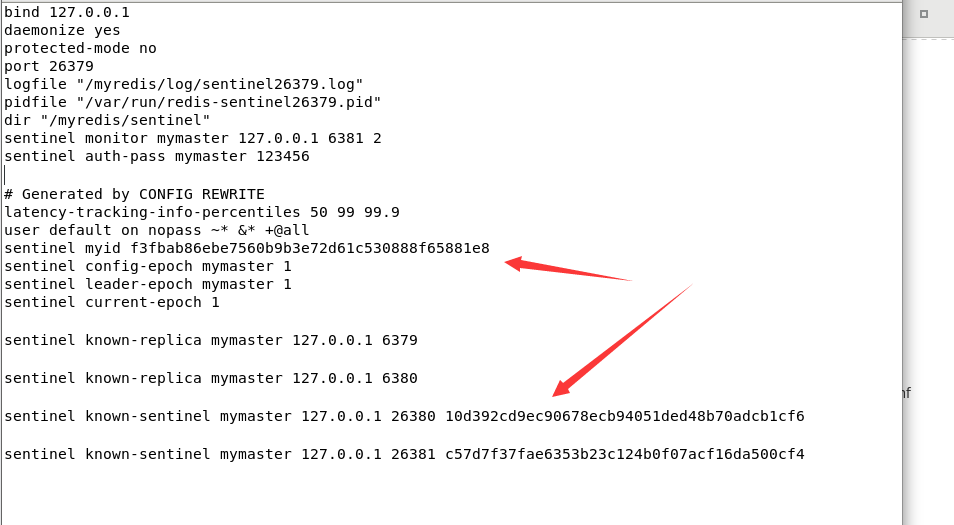 bind 127.0.0.1
daemonize yes
protected-mode no
port 26379
logfile "/myredis/log/sentinel26379.log"
pidfile "/var/run/redis-sentinel26379.pid"
dir "/myredis/sentinel"
sentinel monitor mymaster 127.0.0.1 6381 2
sentinel auth-pass mymaster 123456
# Generated by CONFIG REWRITE
latency-tracking-info-percentiles 50 99 99.9
user default on nopass ~* &* +@all
sentinel myid f3fbab86ebe7560b9b3e72d61c530888f65881e8
sentinel config-epoch mymaster 1
sentinel leader-epoch mymaster 1
sentinel current-epoch 1
sentinel known-replica mymaster 127.0.0.1 6379
sentinel known-replica mymaster 127.0.0.1 6380
sentinel known-sentinel mymaster 127.0.0.1 26380 10d392cd9ec90678ecb94051ded48b70adcb1cf6
sentinel known-sentinel mymaster 127.0.0.1 26381 c57d7f37fae6353b23c124b0f07acf16da500cf4